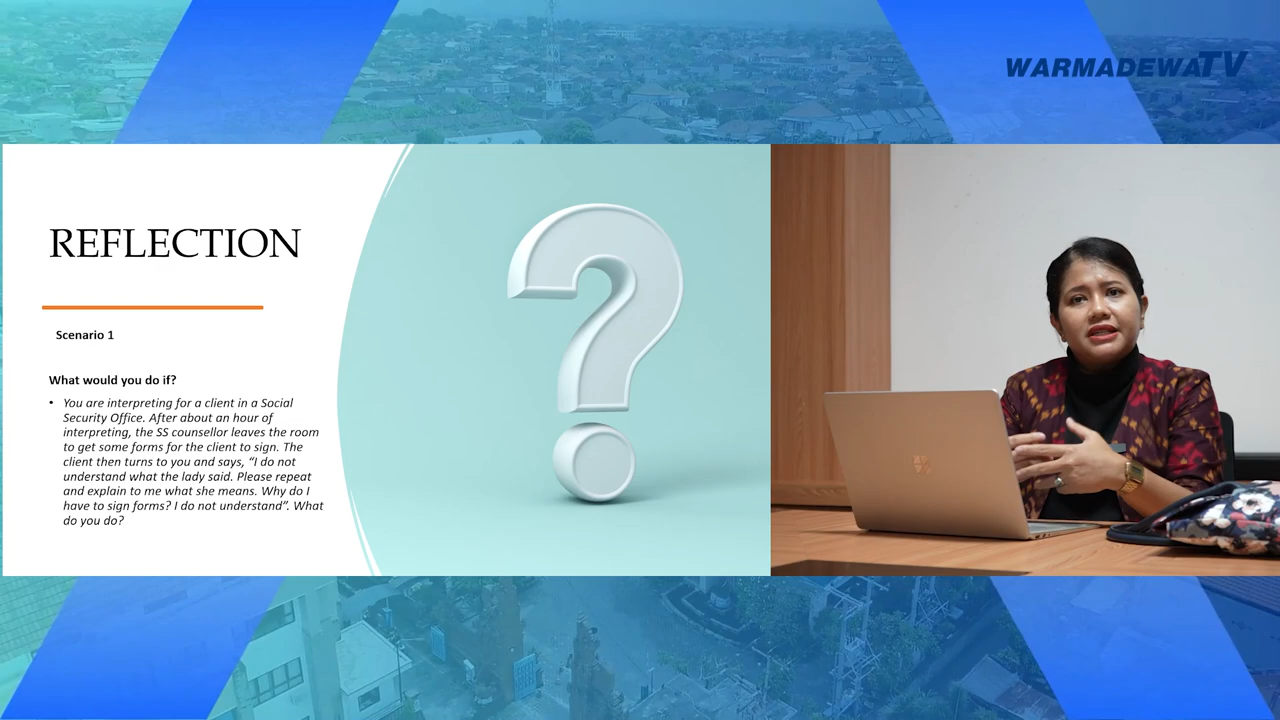 WARMADEWATV
REFLECTION
Scenario 1
What would you do if?
• You are interpreting for a client in a Social
Security Office. After about an hour of
interpreting, the SS counsellor leaves the room
to get some forms for the client to sign. The
client then turns to you and says, “I do not
understand what the lady said. Please repeat
and explain to me what she means. Why do I
have to sign forms? I do not understand”. What
do you do?